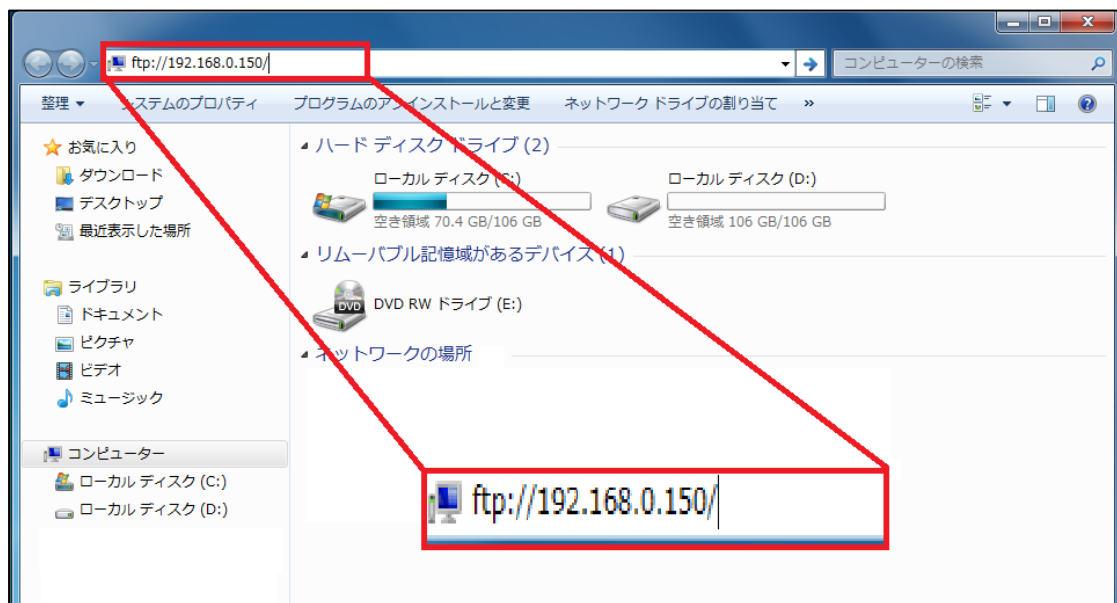 ftp://192.168.0.150/
コンピューターの検索
整理 システムのプロパティ プログラムのアンインストールと変更 ネットワーク ドライブの割り当て »
お気に入り
ダウンロード
デスクトップ
最近表示した場所
ライブラリ
ドキュメント
ピクチャ
ビデオ
ミュージック
コンピューター
ローカル ディスク (C:)
ローカル ディスク (D:)
ハード ディスク ドライブ (2)
ローカル ディスク (C:)
空き領域 70.4 GB/106 GB
ローカル ディスク (D:)
空き領域 106 GB/106 GB
リムーバブル記憶域があるデバイス (1)
DVD
DVD RW ドライブ (E:)
ネットワークの場所
ftp://192.168.0.150/